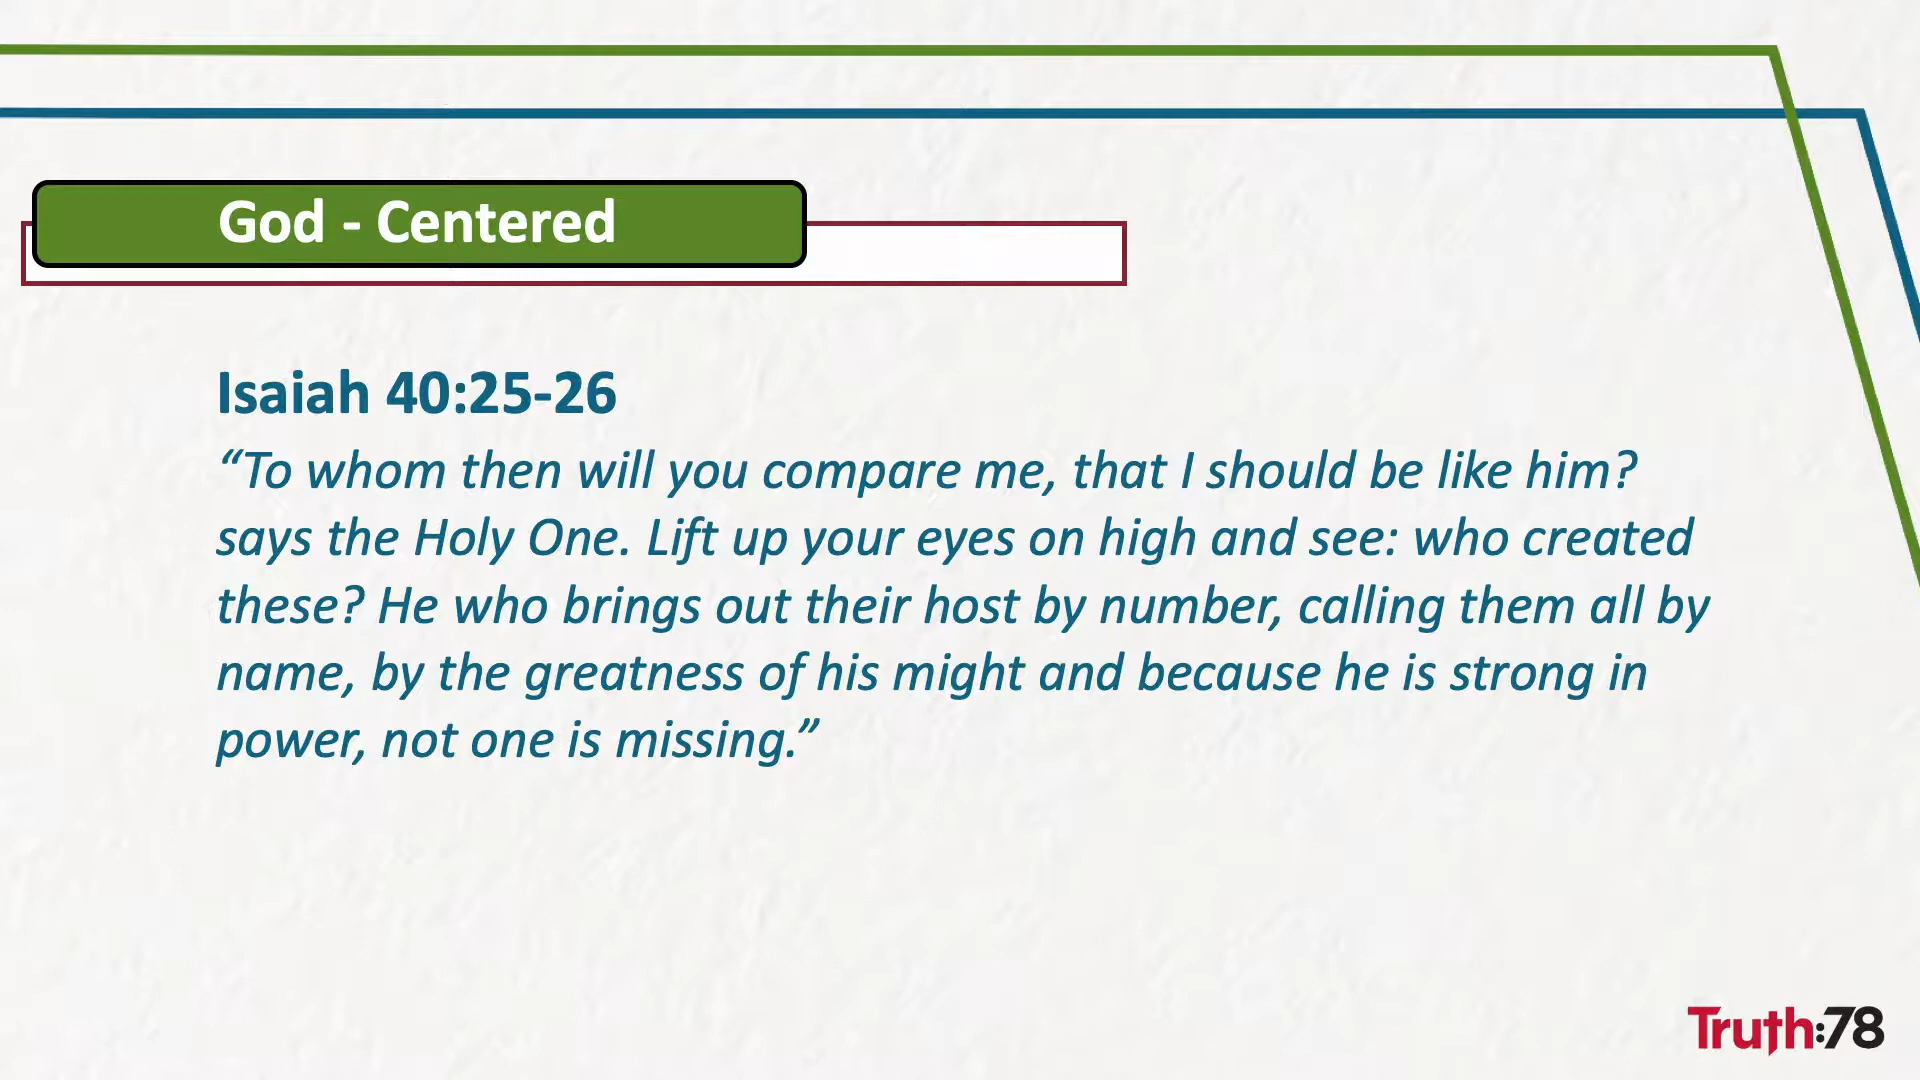 God - Centered
Isaiah 40:25-26
“To whom then will you compare me, that I should be like him?
says the Holy One. Lift up your eyes on high and see: who created
these? He who brings out their host by number, calling them all by
name, by the greatness of his might and because he is strong in
power, not one is missing.”
Truth:78